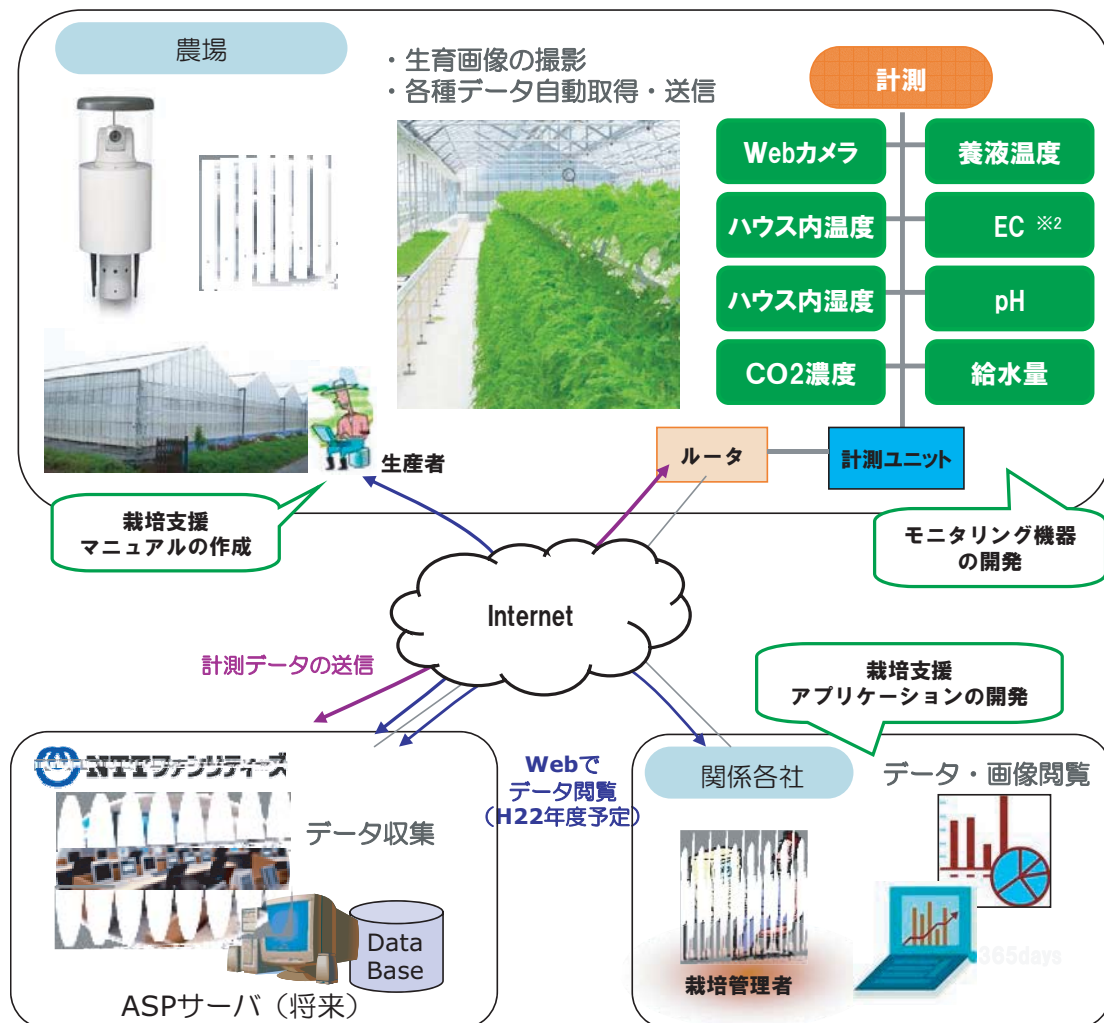 農場
・生育画像の撮影
・各種データ自動取得・送信
計測
Webカメラ
養液温度
ハウス内温度
EC ※2
ハウス内湿度
pH
CO2濃度
給水量
生産者
ルータ
計測ユニット
栽培支援
マニュアルの作成
モニタリング機器
の開発
Internet
計測データの送信
栽培支援
アプリケーションの開発
NTTファシリティーズ
Webで
データ閲覧
（H22年度予定）
関係各社
データ・画像閲覧
データ収集
Data
Base
365days
栽培管理者
ASPサーバ（将来）